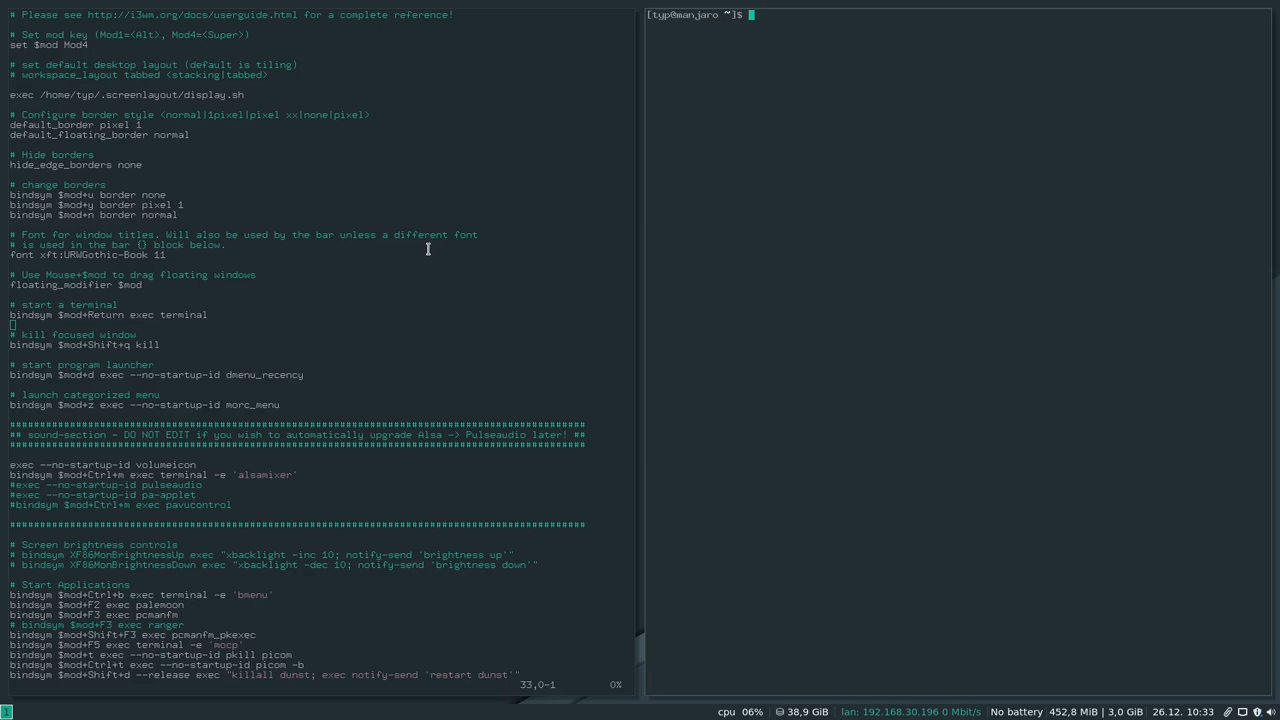 # Please see http://i3wm.org/docs/userguide.html for a complete reference!
# Set mod key (Mod1=<Alt>, Mod4=<Super>)
set $mod Mod4
# set default desktop layout (default is tiling)
# workspace_layout tabbed <stacking|tabbed>
exec /home/typ/.screenlayout/display.sh
# Configure border style <normal|1pixel|pixel xx|none|pixel>
default_border pixel 1
default_floating_border normal
# Hide borders
hide_edge_borders none
# change borders
bindsym $mod+u border none
bindsym $mod+y border pixel 1
bindsym $mod+n border normal
# Font for window titles. Will also be used by the bar unless a different font
# is used in the bar {} block below.
font xft:URWGothic-Book 11
# Use Mouse+$mod to drag floating windows
floating_modifier $mod
# start a terminal
bindsym $mod+Return exec terminal
# kill focused window
bindsym $mod+Shift+q kill
# start program launcher
bindsym $mod+d exec --no-startup-id dmenu_recency
# launch categorized menu
bindsym $mod+z exec --no-startup-id morc_menu
################################################################################################
## sound-section - DO NOT EDIT if you wish to automatically upgrade Alsa -> Pulseaudio later! ##
################################################################################################
exec --no-startup-id volumeicon
bindsym $mod+Ctrl+m exec terminal -e 'alsamixer'
#exec --no-startup-id pulseaudio
#exec --no-startup-id pa-applet
#bindsym $mod+Ctrl+m exec pavucontrol
################################################################################################
# Screen brightness controls
# bindsym XF86MonBrightnessUp exec "xbacklight -inc 10; notify-send 'brightness up'"
# bindsym XF86MonBrightnessDown exec "xbacklight -dec 10; notify-send 'brightness down'"
# Start Applications
bindsym $mod+Ctrl+b exec terminal -e 'bmenu'
bindsym $mod+F2 exec palemoon
bindsym $mod+F3 exec pcmanfm
# bindsym $mod+F3 exec ranger
bindsym $mod+Shift+F3 exec pcmanfm_pkexec
bindsym $mod+F5 exec terminal -e 'mocp'
bindsym $mod+t exec --no-startup-id pkill picom
bindsym $mod+Ctrl+t exec --no-startup-id picom -b
bindsym $mod+Shift+d --release exec "killall dunst; exec notify-send 'restart dunst'"
33,0-1 0%
[typ@manjaro ~]$
1 cpu 06% 38,9 GiB lan: 192.168.30.196 0 Mbit/s No battery 452,8 MiB | 3,0 GiB 26.12. 10:33